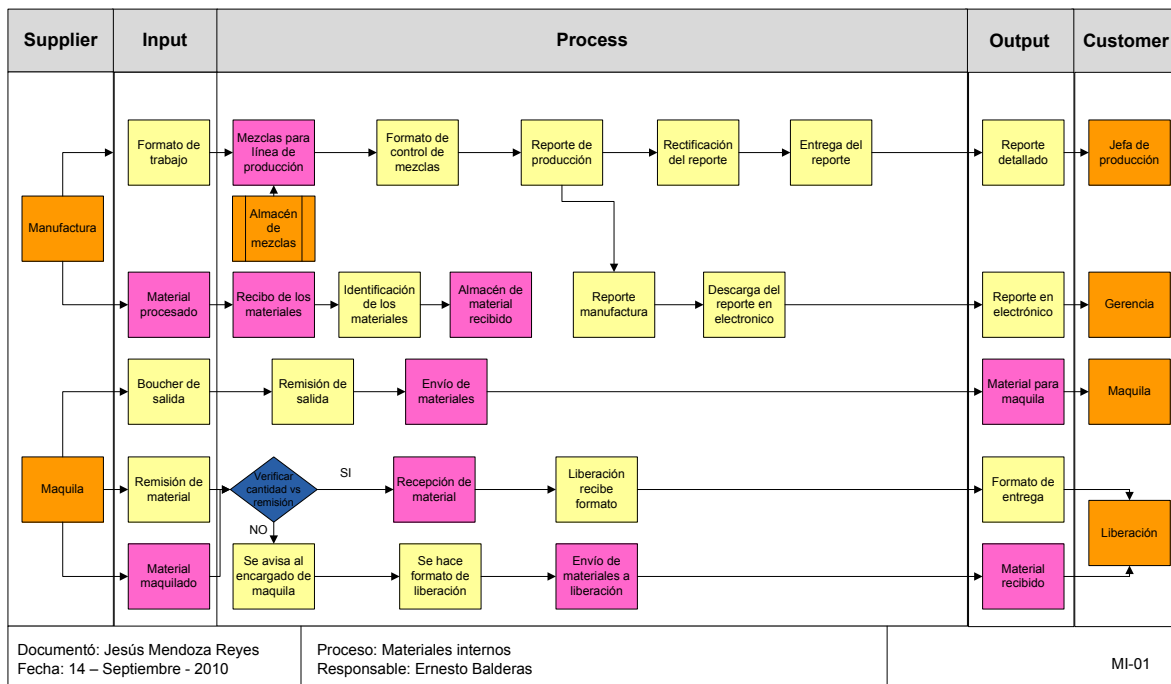 Supplier
Input
Process
Output
Customer
Formato de
trabajo
Mezclas para
línea de
producción
Formato de
control de
mezclas
Reporte de
producción
Rectificación
del reporte
Entrega del
reporte
Reporte
detallado
Jefa de
producción
Manufactura
Almacén
de
mezclas
Material
procesado
Recibo de los
materiales
Identificación
de los
materiales
Almacén de
material
recibido
Reporte
manufactura
Descarga del
reporte en
electronico
Reporte en
electrónico
Gerencia
Boucher de
salida
Remisión de
salida
Envío de
materiales
Material para
maquila
Maquila
Maquila
Remisión de
material
Verificar
cantidad vs
remisión
SI
Recepción de
material
Liberación
recibe
formato
Formato de
entrega
Liberación
NO
Material
maquilado
Se avisa al
encargado de
maquila
Se hace
formato de
liberación
Envío de
materiales a
liberación
Material
recibido
Documentó: Jesús Mendoza Reyes
Fecha: 14 – Septiembre - 2010
Proceso: Materiales internos
Responsable: Ernesto Balderas
MI-01